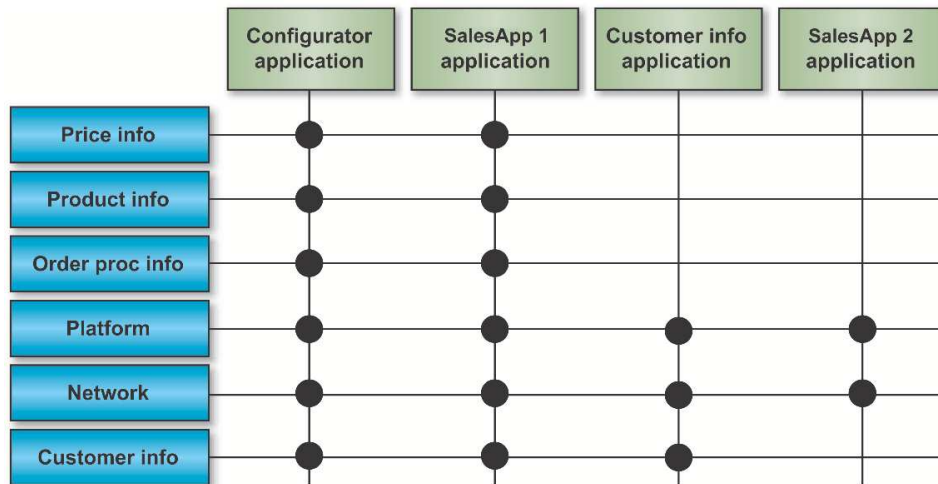 Configurator
application
SalesApp 1
application
Customer info
application
SalesApp 2
application
Price info
Product info
Order proc info
Platform
Network
Customer info